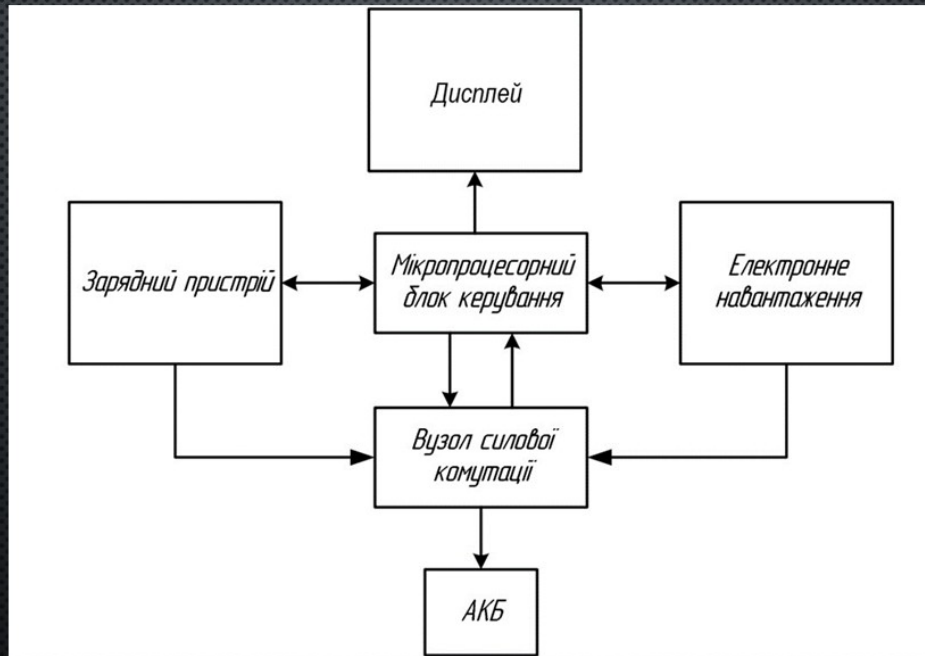 Дисплей
Зарядний пристрій
Мікропроцесорний
блок керування
Електронне
навантаження
Вузол силової
комутації
АКБ